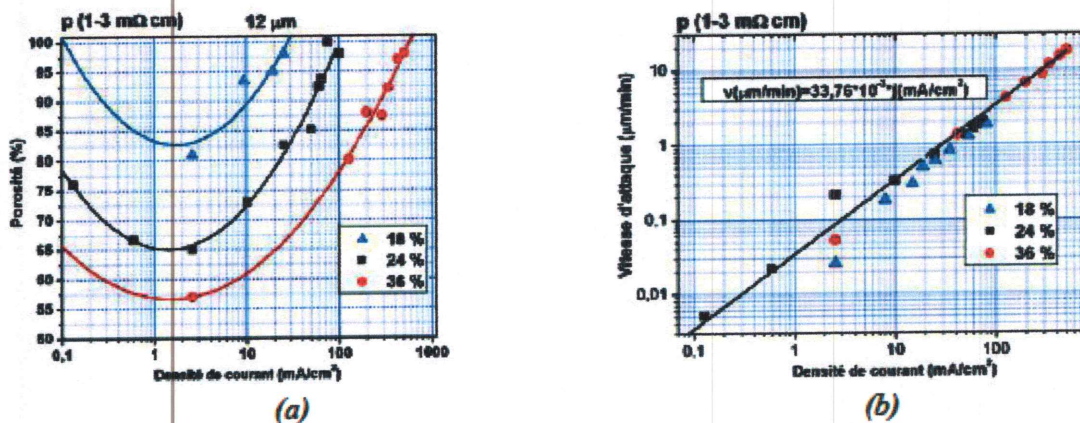 p (1-3 mΩ cm) 12 µm
Porosité (%)
100
95
90
85
80
75
70
65
60
55
50
18 %
24 %
36 %
0,1 1 10 100 1000
Densité de courant (mA/cm²)
(a)
p (1-3 mΩ cm)
Vitesse d'attaque (µm/min)
10
1
0,1
0,01
v(µm/min)=33,76*10⁻³*j(mA/cm²)
18 %
24 %
36 %
0,1 1 10 100
Densité de courant (mA/cm²)
(b)